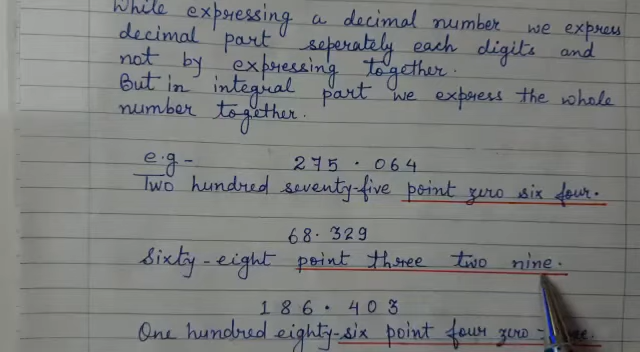 While expressing a decimal number we express
decimal part seperately each digits and
not by expressing together.
But in integral part we express the whole
number together.
e.g - 275.064
Two hundred seventy-five point zero six four.
68.329
Sixty-eight point three two nine.
186.403
One hundred eighty-six point four zero